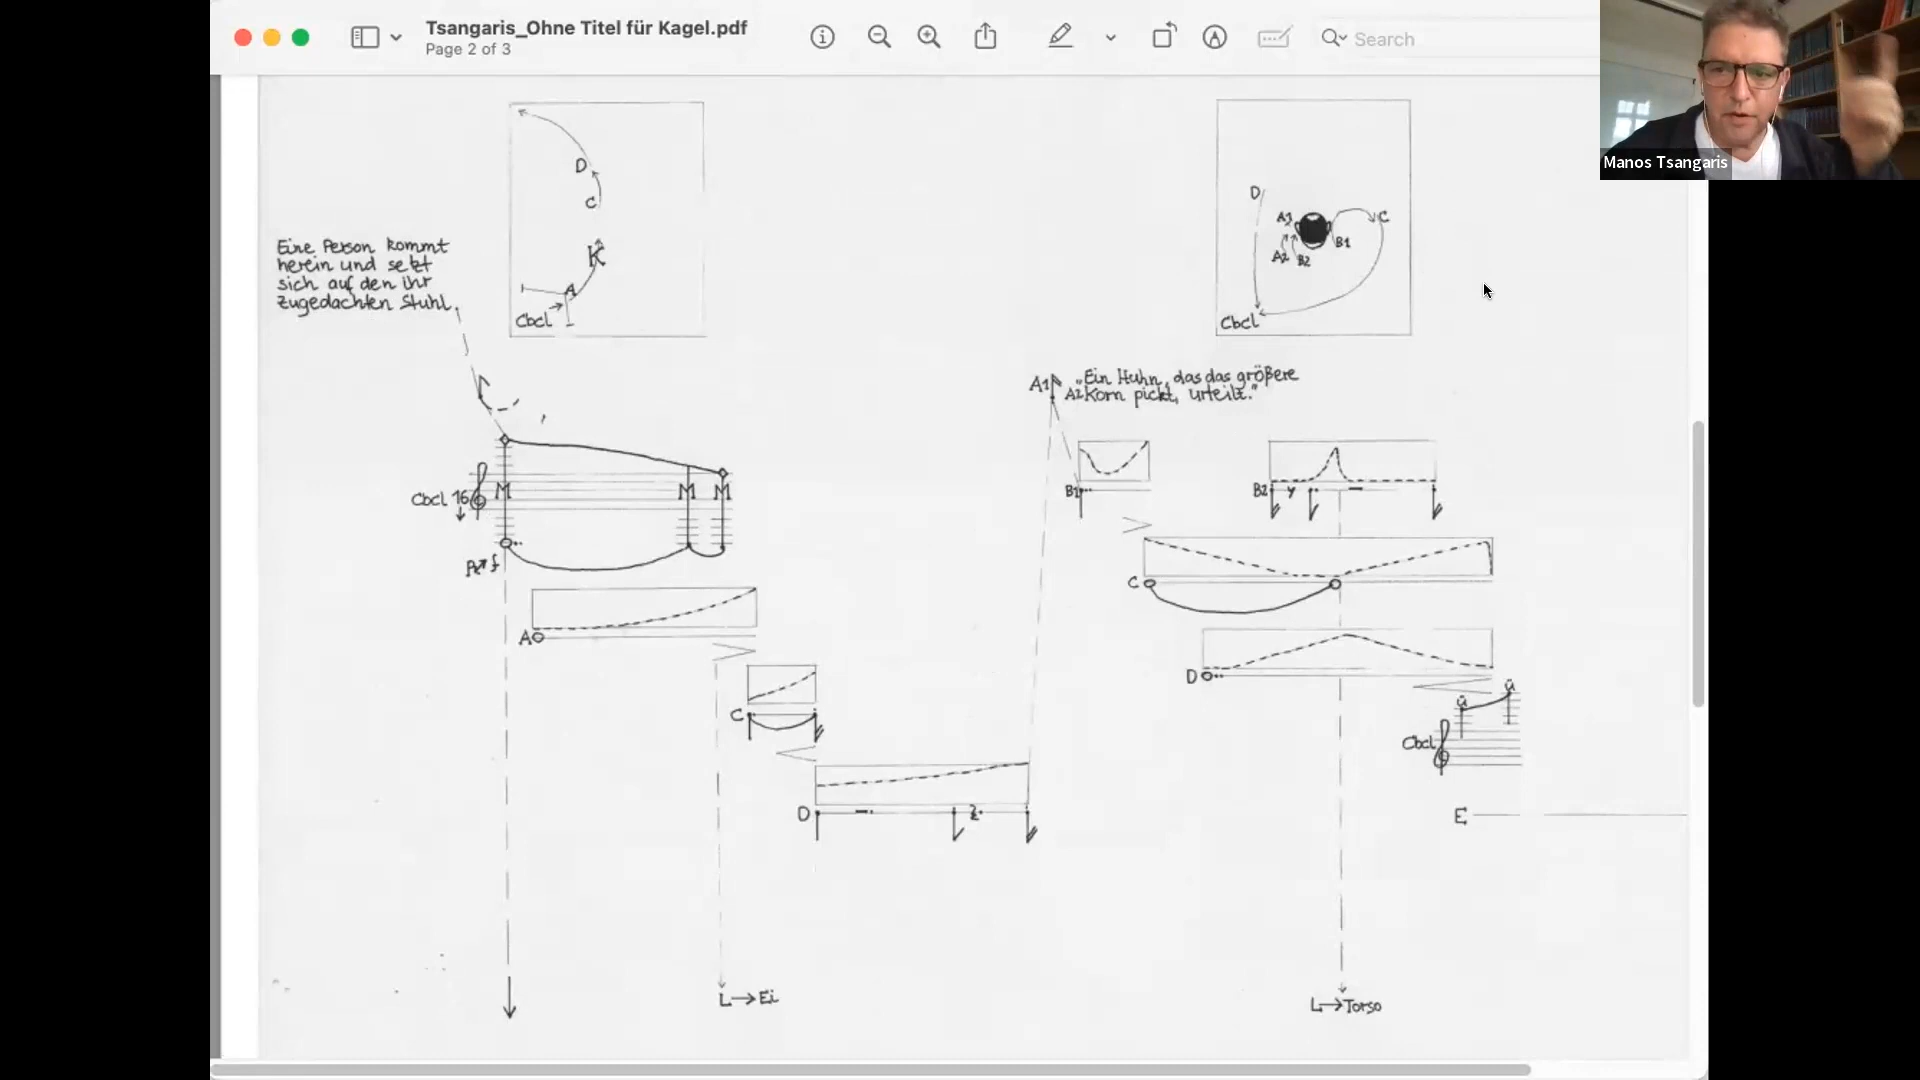 Tsangaris_Ohne Titel für Kagel.pdf
Page 2 of 3
Search
Manos Tsangaris
D
C
K
A
Cbcl
D
A1
C
B1
A2
B2
Cbcl
Eine Person kommt
herein und setzt
sich auf den ihr
zugedachten Stuhl.
A1 „Ein Huhn, das das größere
A2 Korn pickt, urteilt.“
Cbcl 16
M M M
B1
B2
C
A
D
C
ü ü
Cbcl
D
E
L→Ei
L→Torso